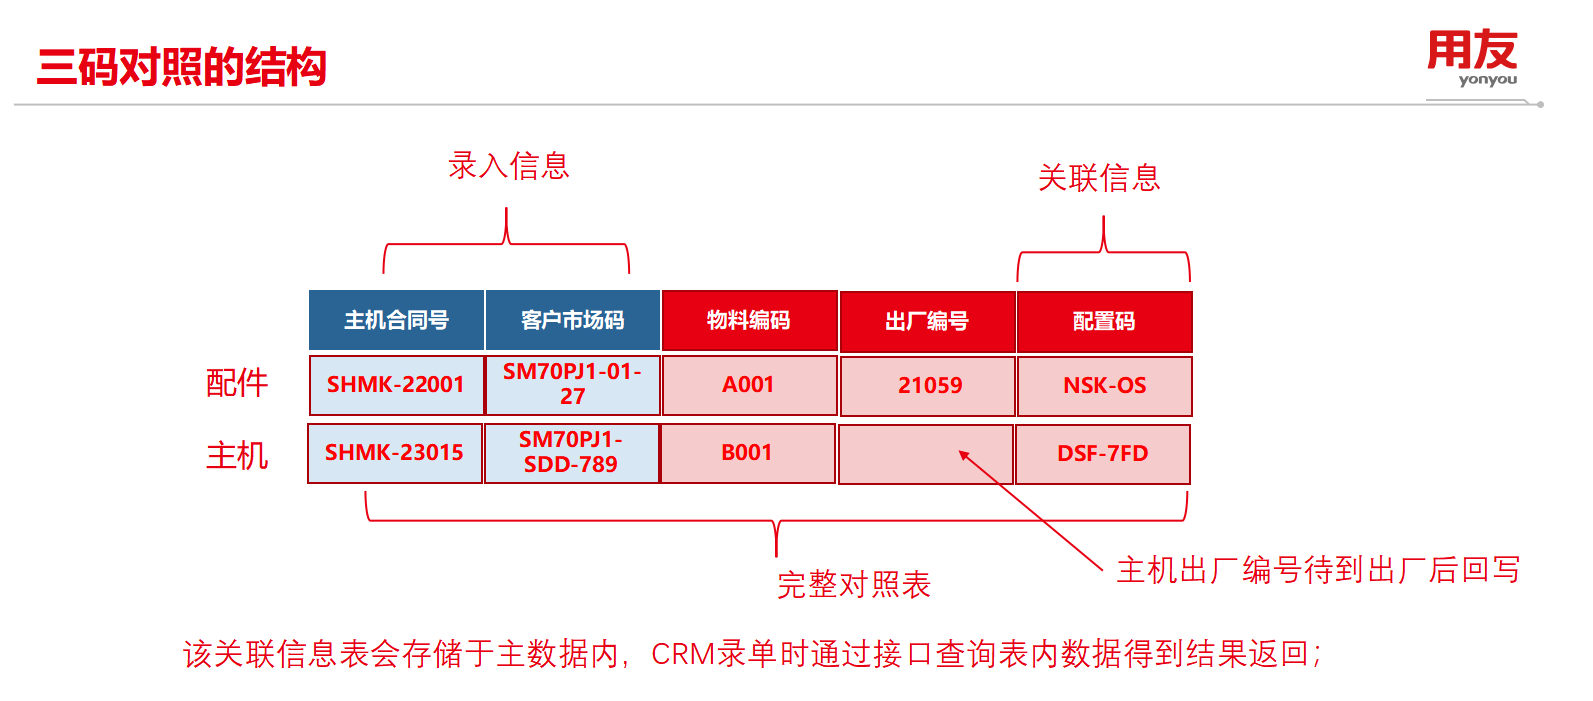 三码对照的结构
用友
yonyou
录入信息
关联信息
主机合同号 客户市场码 物料编码 出厂编号 配置码
配件 SHMK-22001 SM70PJ1-01-27 A001 21059 NSK-OS
主机 SHMK-23015 SM70PJ1-SDD-789 B001 DSF-7FD
主机出厂编号待到出厂后回写
完整对照表
该关联信息表会存储于主数据内，CRM录单时通过接口查询表内数据得到结果返回；